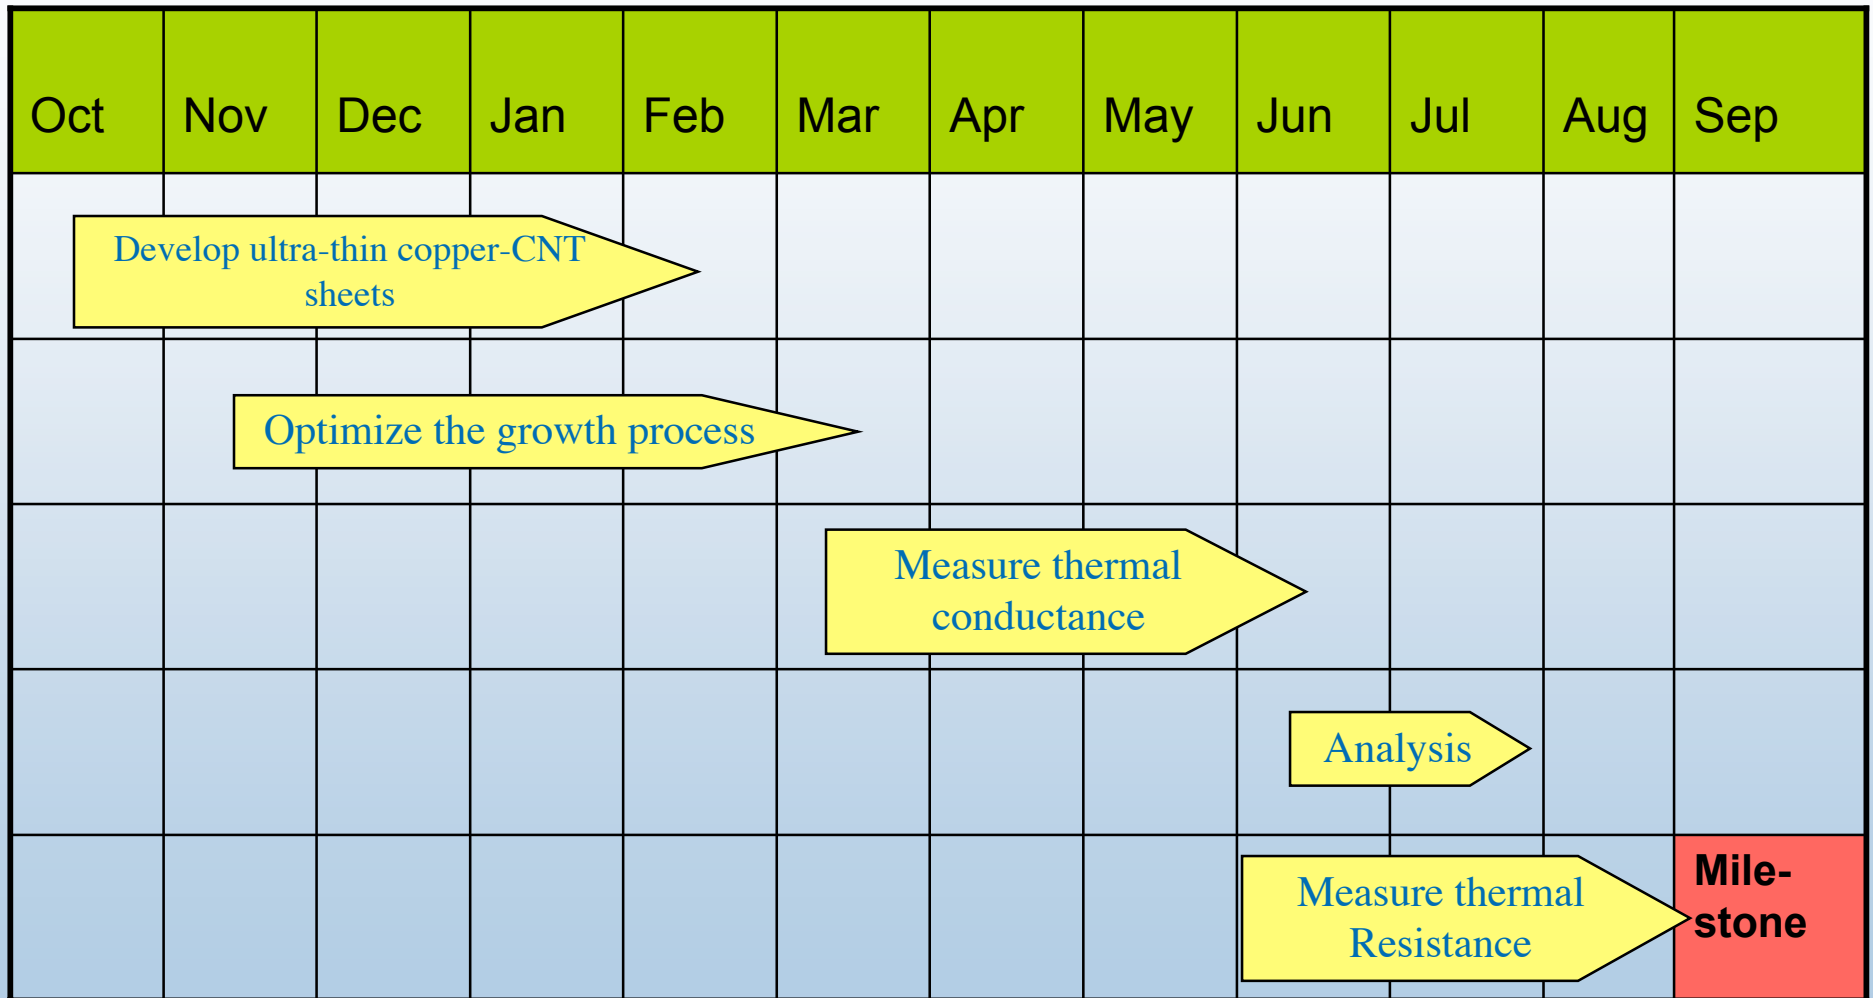 Oct Nov Dec Jan Feb Mar Apr May Jun Jul Aug Sep
Develop ultra-thin copper-CNT
sheets
Optimize the growth process
Measure thermal
conductance
Analysis
Measure thermal
Resistance
Mile-
stone